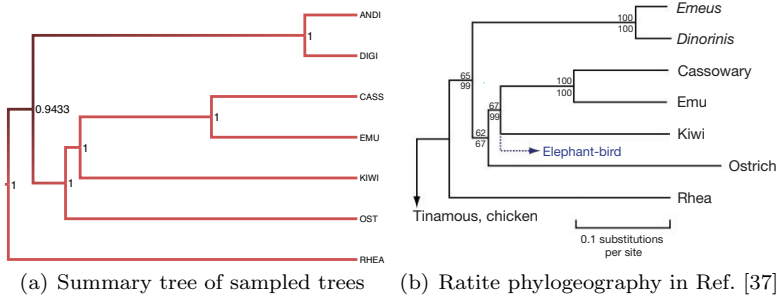 ANDI
1
DIGI
CASS
0.9433
1
EMU
1
KIWI
1
1
OST
RHEA
(a) Summary tree of sampled trees
Emeus
100
100
Dinorinis
65
99
Cassowary
100
100
Emu
67
99
Kiwi
62
67
Elephant-bird
Ostrich
Rhea
Tinamous, chicken
0.1 substitutions
per site
(b) Ratite phylogeography in Ref. [37]